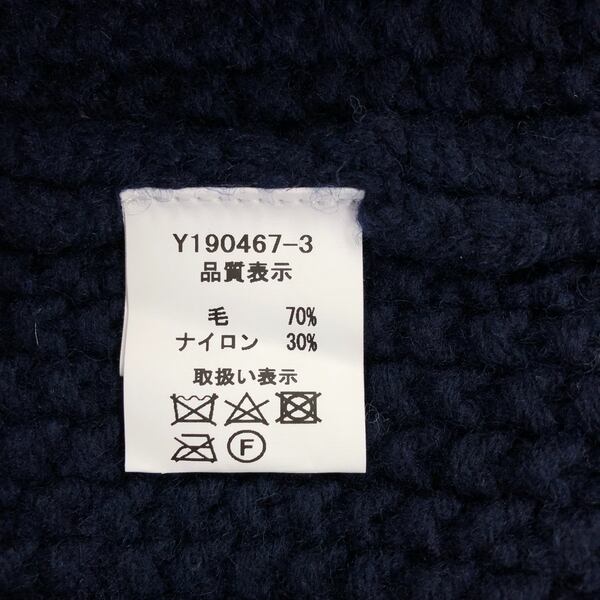 Y190467-3
品質表示
毛 70%
ナイロン 30%
取扱い表示
F